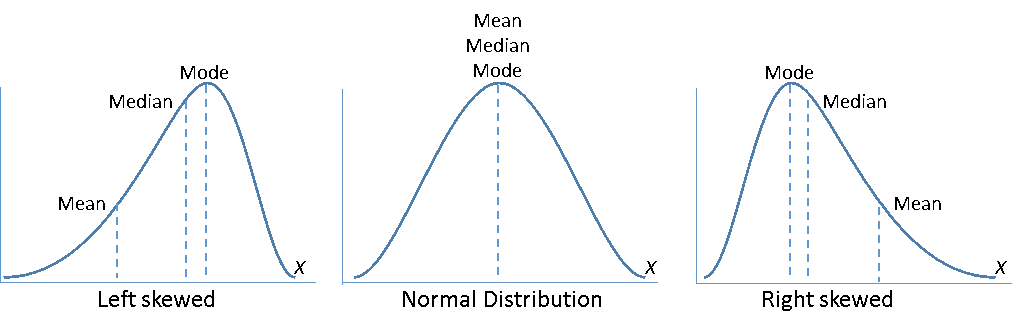 Mode
Median
Mean
X
Left skewed
Mean
Median
Mode
X
Normal Distribution
Mode
Median
Mean
X
Right skewed